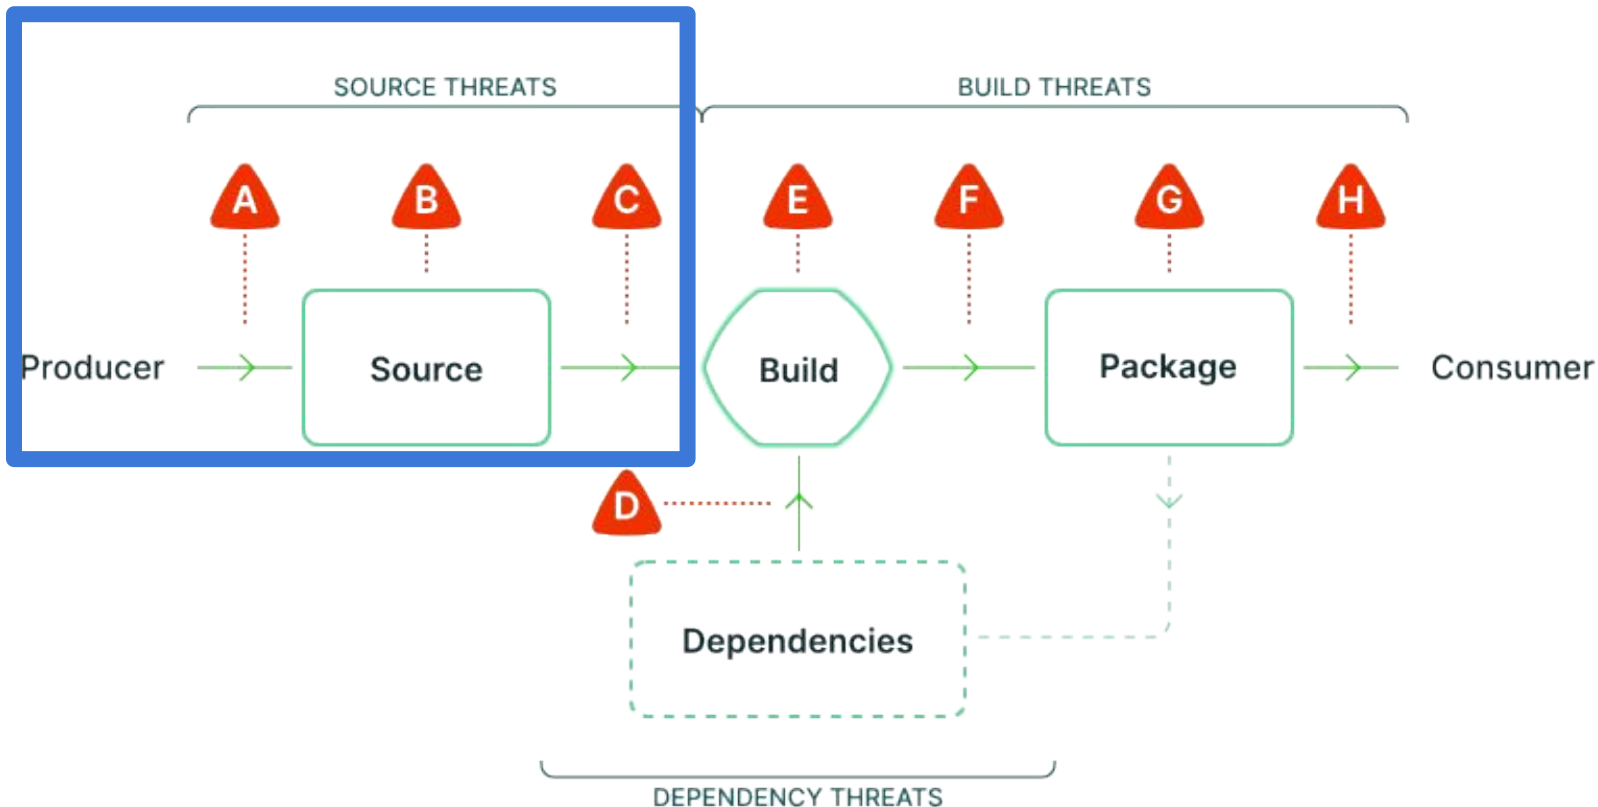 SOURCE THREATS
BUILD THREATS
A
B
C
E
F
G
H
Producer
Source
Build
Package
Consumer
D
Dependencies
DEPENDENCY THREATS